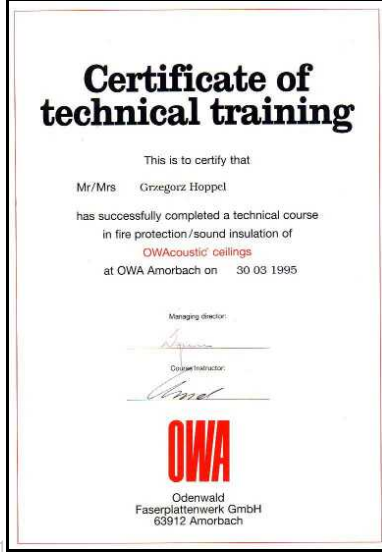 Certificate of
technical training
This is to certify that
Mr/Mrs Grzegorz Hoppel
has successfully completed a technical course
in fire protection/sound insulation of
OWAcoustic® ceilings
at OWA Amorbach on 30 03 1995
Managing director:
Course Instructor:
OWA
Odenwald
Faserplattenwerk GmbH
63912 Amorbach